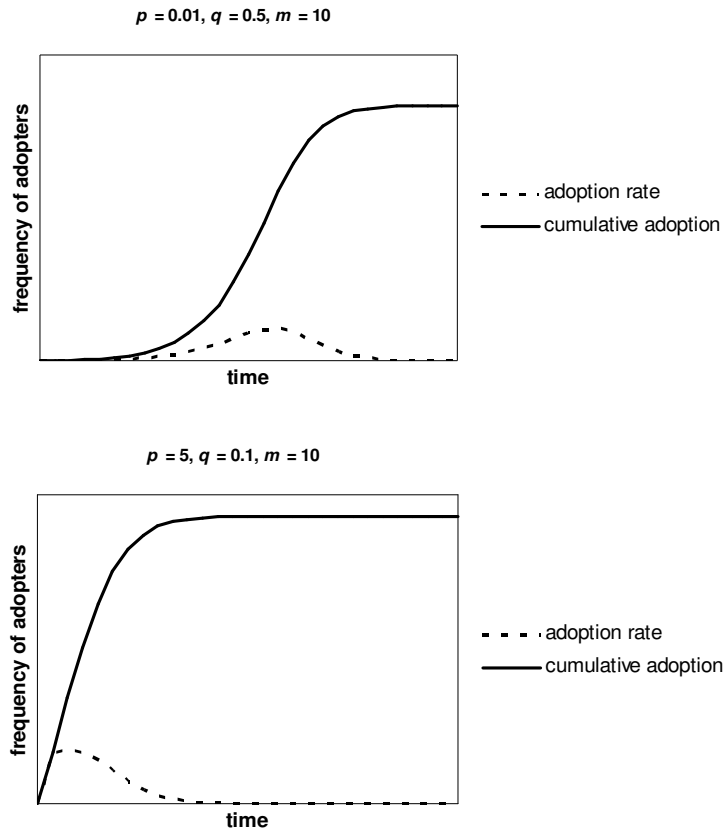 p = 0.01, q = 0.5, m = 10
frequency of adopters
adoption rate
cumulative adoption
time
p = 5, q = 0.1, m = 10
frequency of adopters
adoption rate
cumulative adoption
time